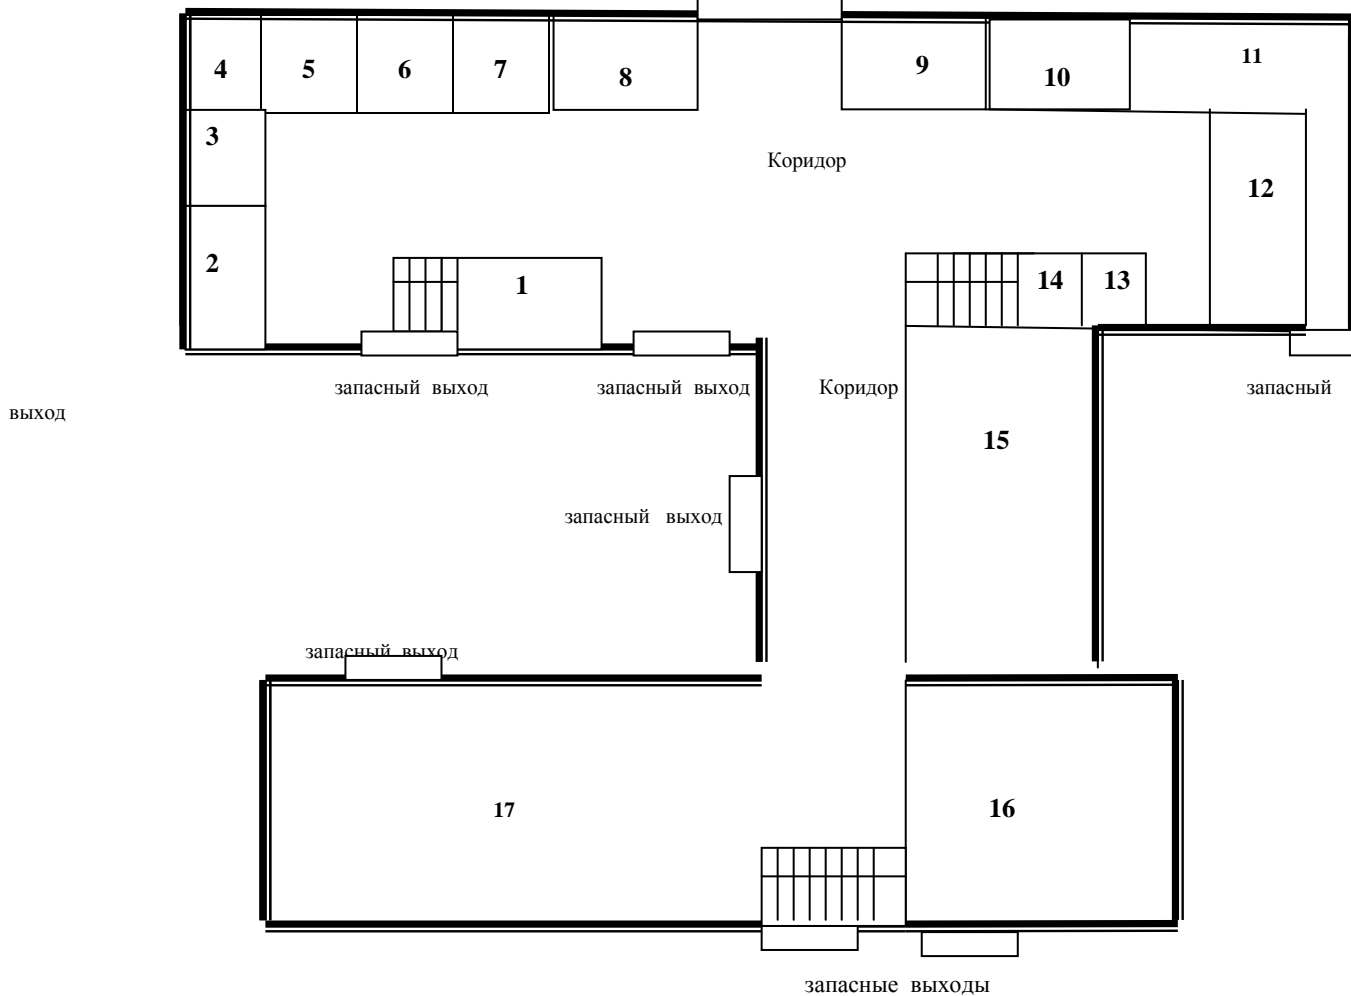 4 5 6 7 8 9 10 11
3
Коридор
12
2
1
14 13
запасный выход запасный выход Коридор запасный
выход
15
запасный выход
запасный выход
17
16
запасные выходы